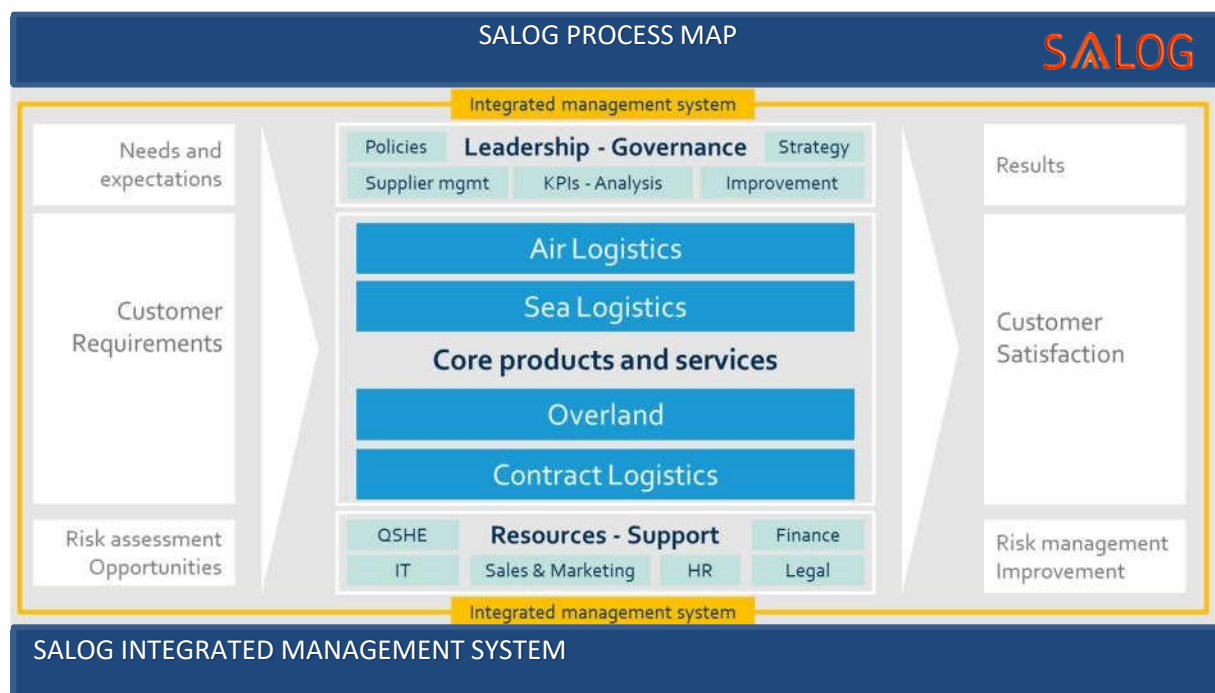 SALOG PROCESS MAP
SALOG
Integrated management system
Needs and
expectations
Policies
Leadership - Governance
Strategy
Supplier mgmt
KPIs - Analysis
Improvement
Results
Customer
Requirements
Air Logistics
Sea Logistics
Core products and services
Overland
Contract Logistics
Customer
Satisfaction
Risk assessment
Opportunities
QSHE
Resources - Support
Finance
IT
Sales & Marketing
HR
Legal
Risk management
Improvement
Integrated management system
SALOG INTEGRATED MANAGEMENT SYSTEM